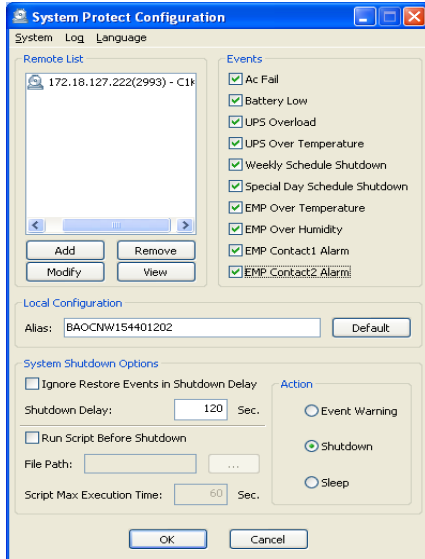 System Protect Configuration
System Log Language
Remote List
172.18.127.222(2993) - C1
Add Remove
Modify View
Events
Ac Fail
Battery Low
UPS Overload
UPS Over Temperature
Weekly Schedule Shutdown
Special Day Schedule Shutdown
EMP Over Temperature
EMP Over Humidity
EMP Contact1 Alarm
EMP Contact2 Alarm
Local Configuration
Alias: BAOCNW154401202 Default
System Shutdown Options
Ignore Restore Events in Shutdown Delay
Shutdown Delay: 120 Sec.
Run Script Before Shutdown
File Path: ...
Script Max Execution Time: 60 Sec.
Action
Event Warning
Shutdown
Sleep
OK Cancel